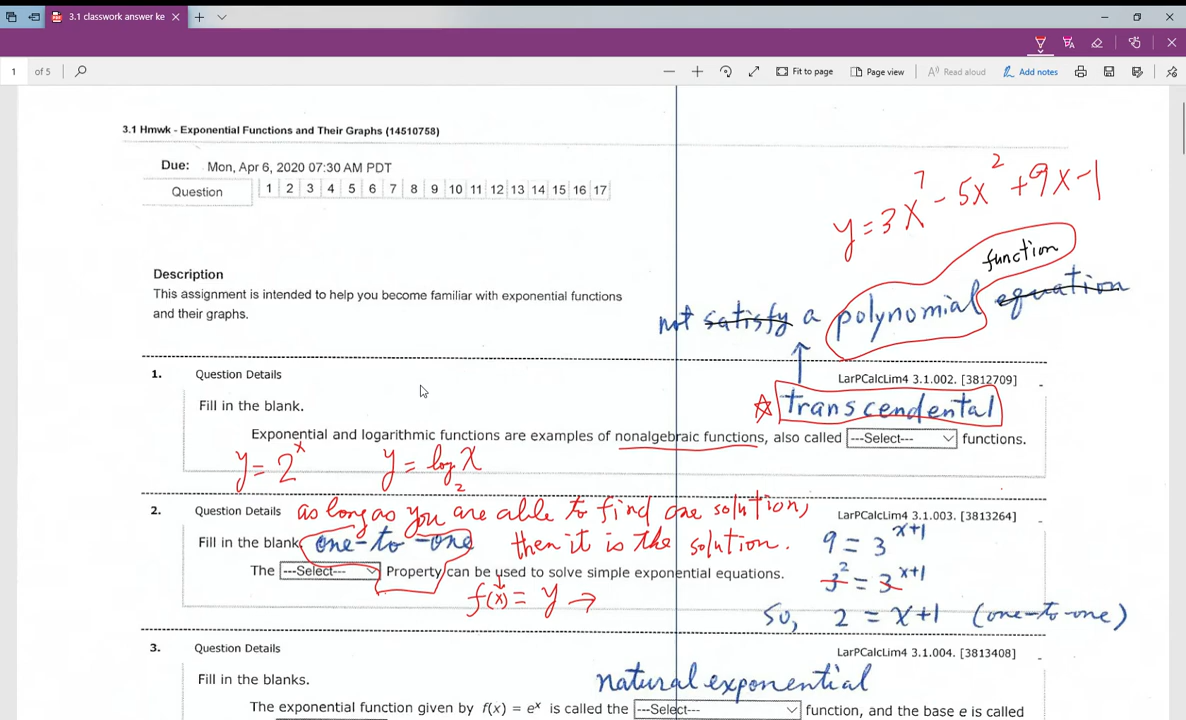 3.1 classwork answer ke
1 of 5 Fit to page Page view Read aloud Add notes
3.1 Hmwk - Exponential Functions and Their Graphs (14510758)
Due: Mon, Apr 6, 2020 07:30 AM PDT
Question 1 2 3 4 5 6 7 8 9 10 11 12 13 14 15 16 17
y = 3x^7 - 5x^2 + 9x - 1
function
Description
This assignment is intended to help you become familiar with exponential functions
and their graphs.
not satisfy a polynomial equation
1. Question Details LarPCalcLim4 3.1.002. [3812709]
Fill in the blank. transcendental
Exponential and logarithmic functions are examples of nonalgebraic functions, also called ---Select--- functions.
y = 2^x y = log_2 x
2. Question Details as long as you are able to find one solution, LarPCalcLim4 3.1.003. [3813264]
Fill in the blank. one-to-one then it is the solution. 9 = 3^x+1
The ---Select--- Property can be used to solve simple exponential equations. 3^2 = 3^x+1
f(x) = y → so, 2 = x+1 (one-to-one)
3. Question Details LarPCalcLim4 3.1.004. [3813408]
Fill in the blanks. natural exponential
The exponential function given by f(x) = e^x is called the ---Select--- function, and the base e is called